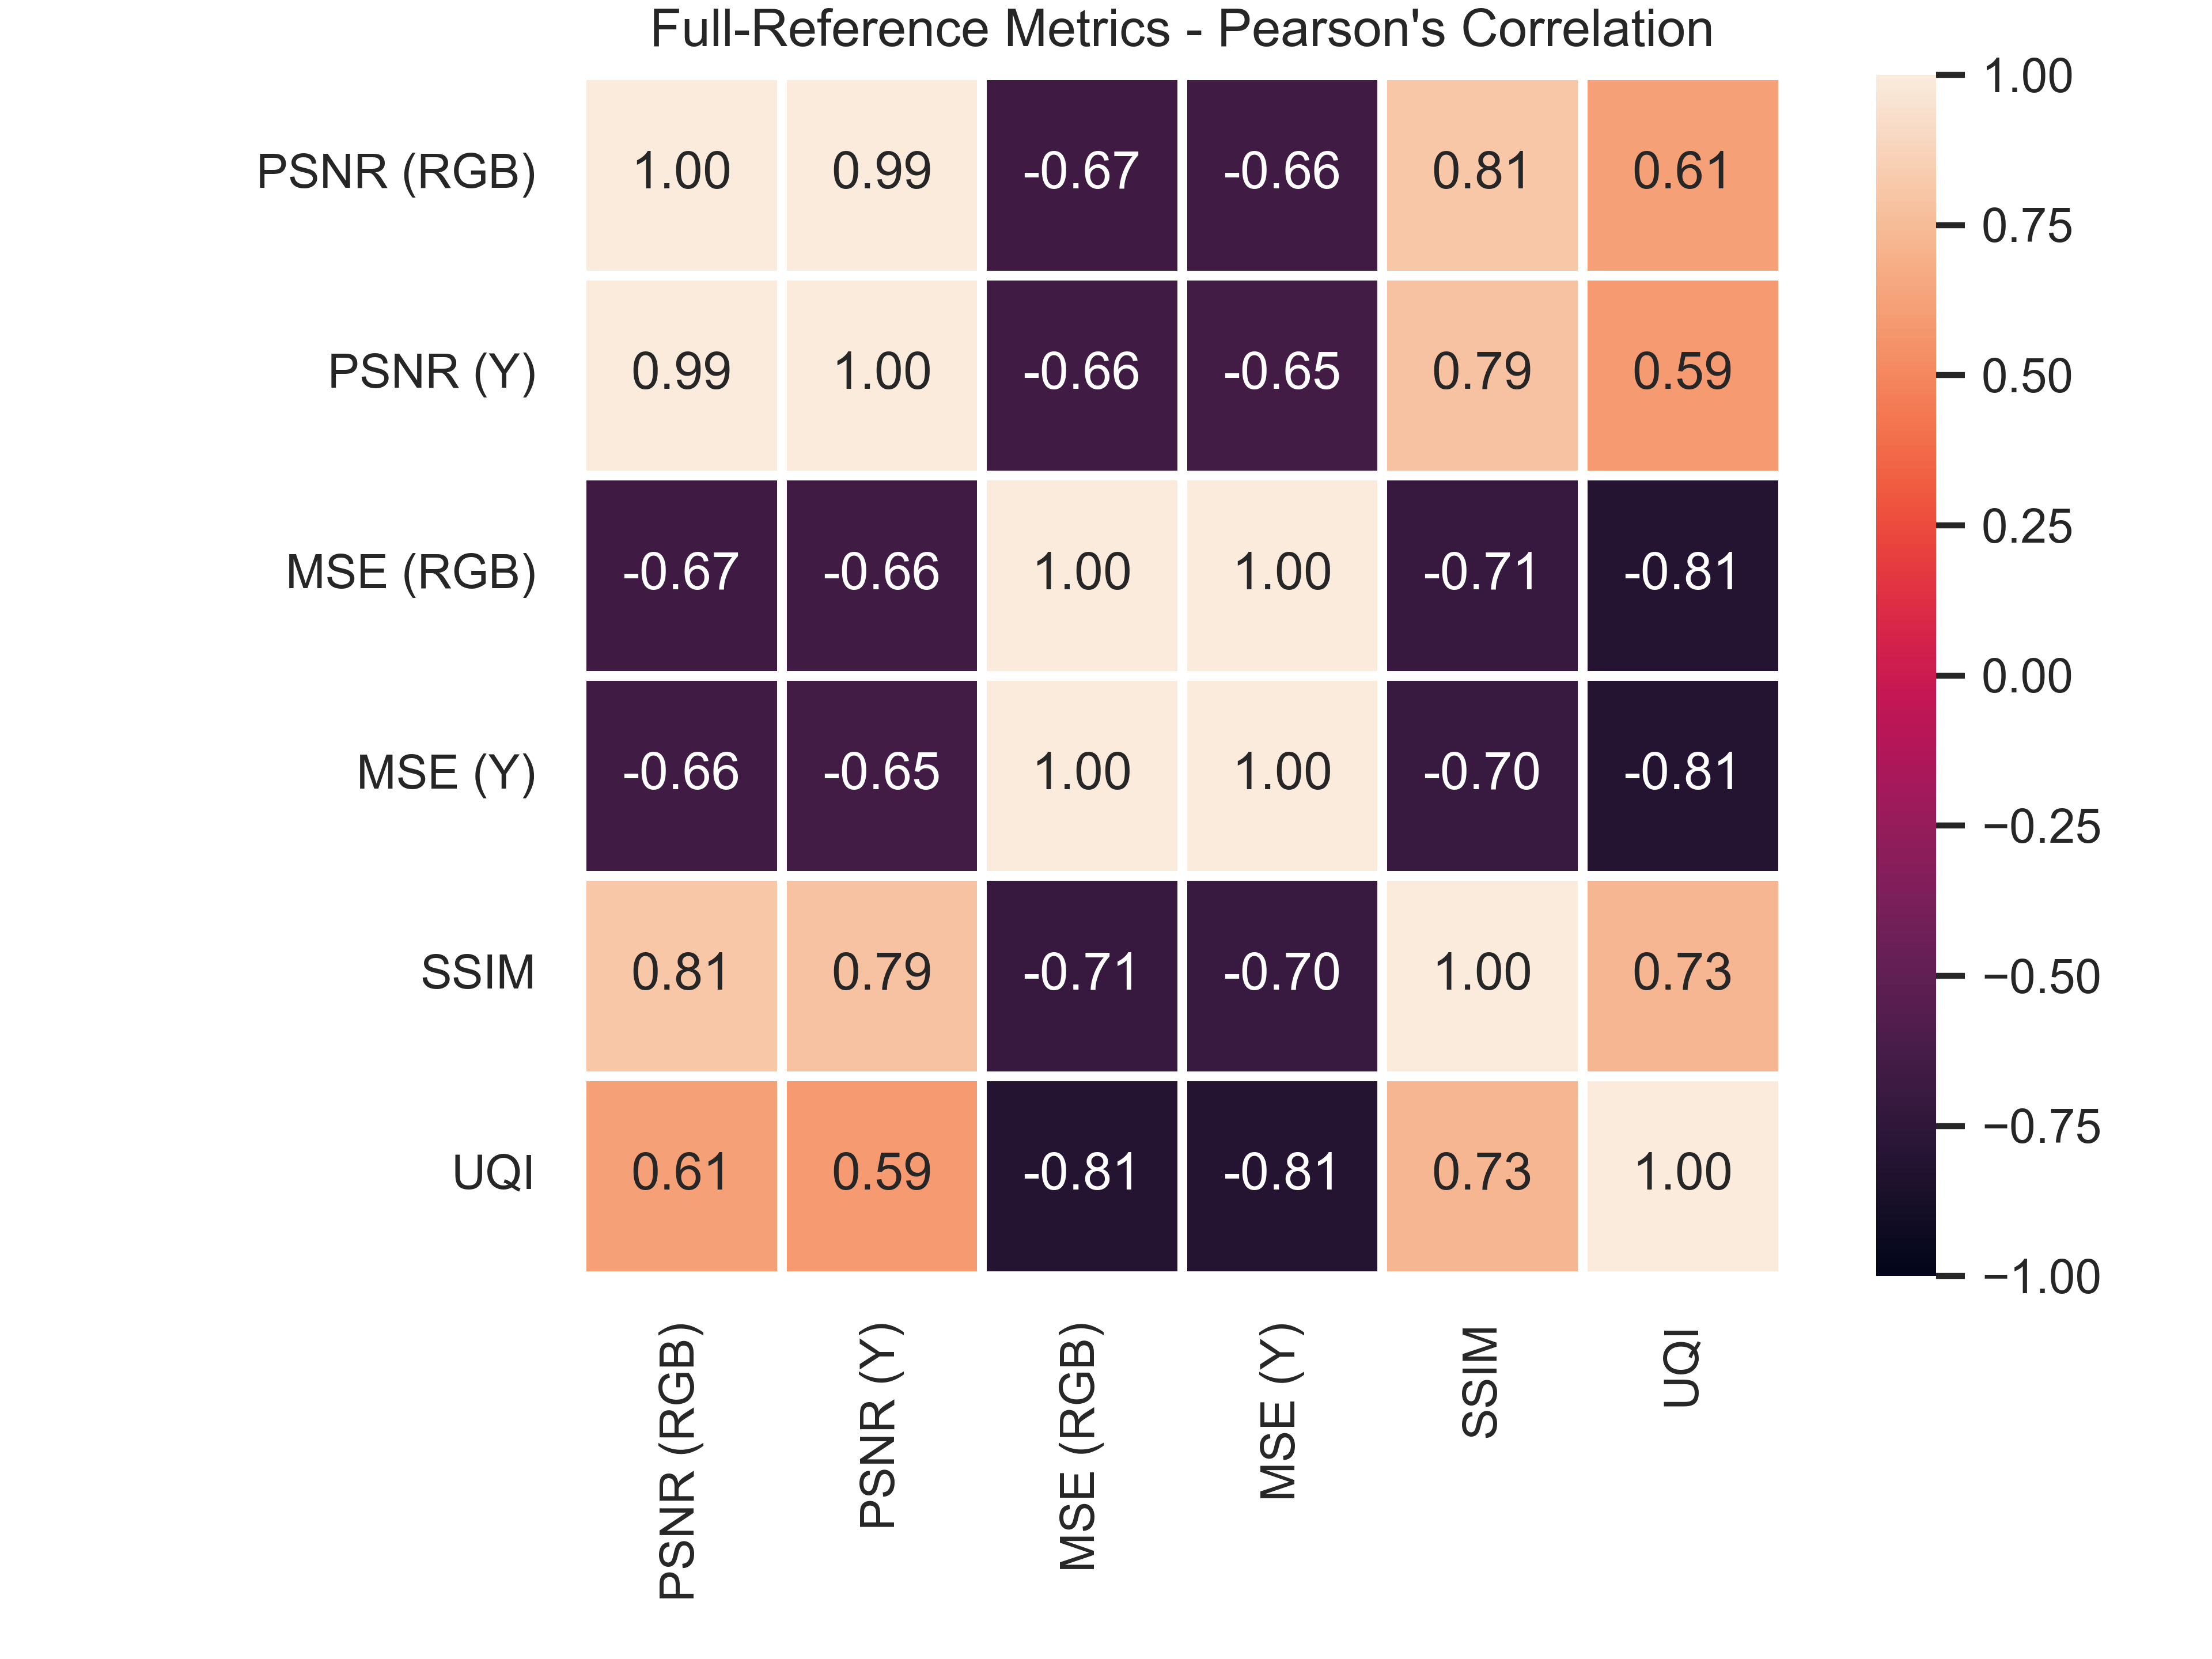 Full-Reference Metrics - Pearson's Correlation
PSNR (RGB) 1.00 0.99 -0.67 -0.66 0.81 0.61
PSNR (Y) 0.99 1.00 -0.66 -0.65 0.79 0.59
MSE (RGB) -0.67 -0.66 1.00 1.00 -0.71 -0.81
MSE (Y) -0.66 -0.65 1.00 1.00 -0.70 -0.81
SSIM 0.81 0.79 -0.71 -0.70 1.00 0.73
UQI 0.61 0.59 -0.81 -0.81 0.73 1.00
PSNR (RGB)
PSNR (Y)
MSE (RGB)
MSE (Y)
SSIM
UQI
1.00
0.75
0.50
0.25
0.00
−0.25
−0.50
−0.75
−1.00